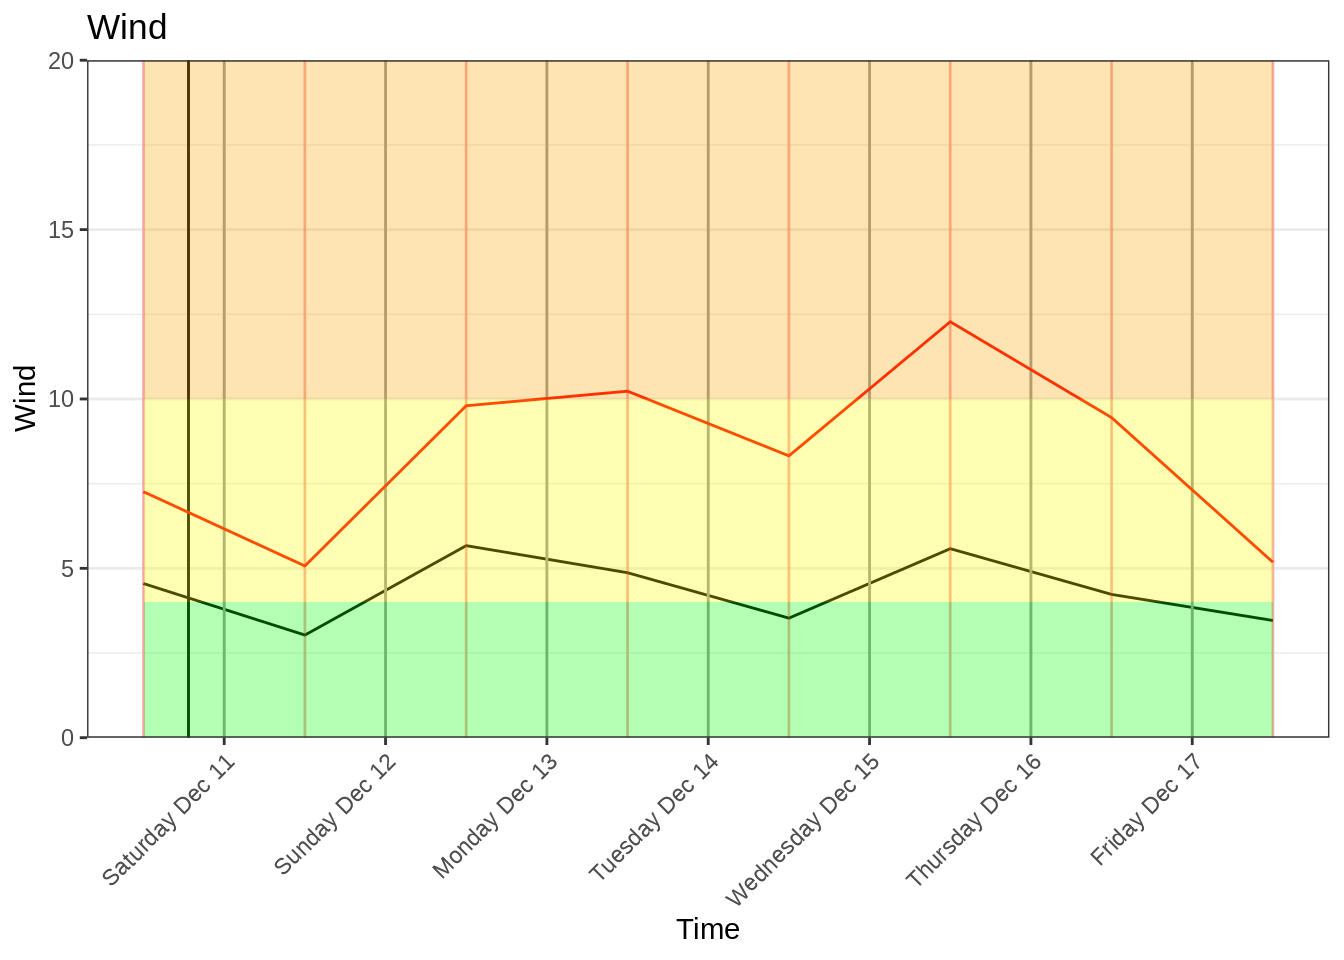 Wind
20
15
10
5
0
Wind
Saturday Dec 11
Sunday Dec 12
Monday Dec 13
Tuesday Dec 14
Wednesday Dec 15
Thursday Dec 16
Friday Dec 17
Time